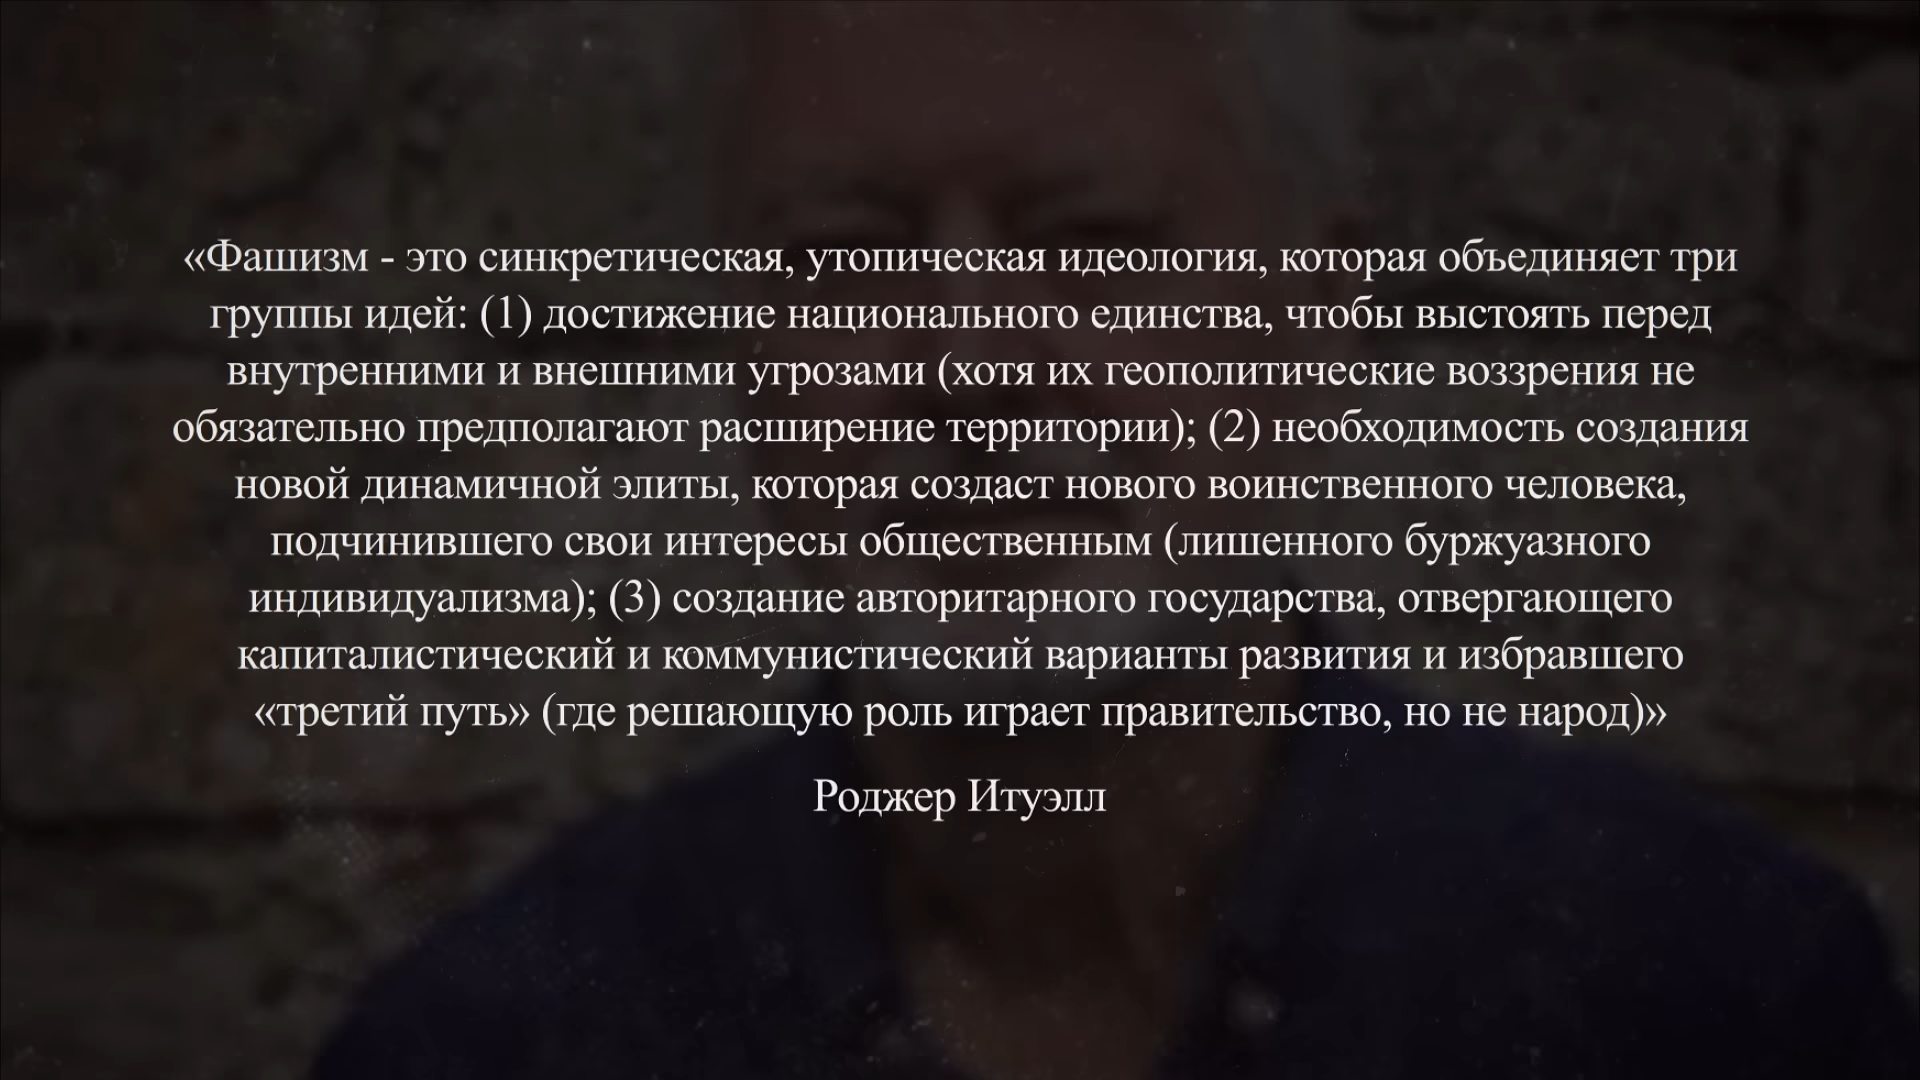 «Фашизм - это синкретическая, утопическая идеология, которая объединяет три
группы идей: (1) достижение национального единства, чтобы выстоять перед
внутренними и внешними угрозами (хотя их геополитические воззрения не
обязательно предполагают расширение территории); (2) необходимость создания
новой динамичной элиты, которая создаст нового воинственного человека,
подчинившего свои интересы общественным (лишенного буржуазного
индивидуализма); (3) создание авторитарного государства, отвергающего
капиталистический и коммунистический варианты развития и избравшего
«третий путь» (где решающую роль играет правительство, но не народ)»
Роджер Итуэлл